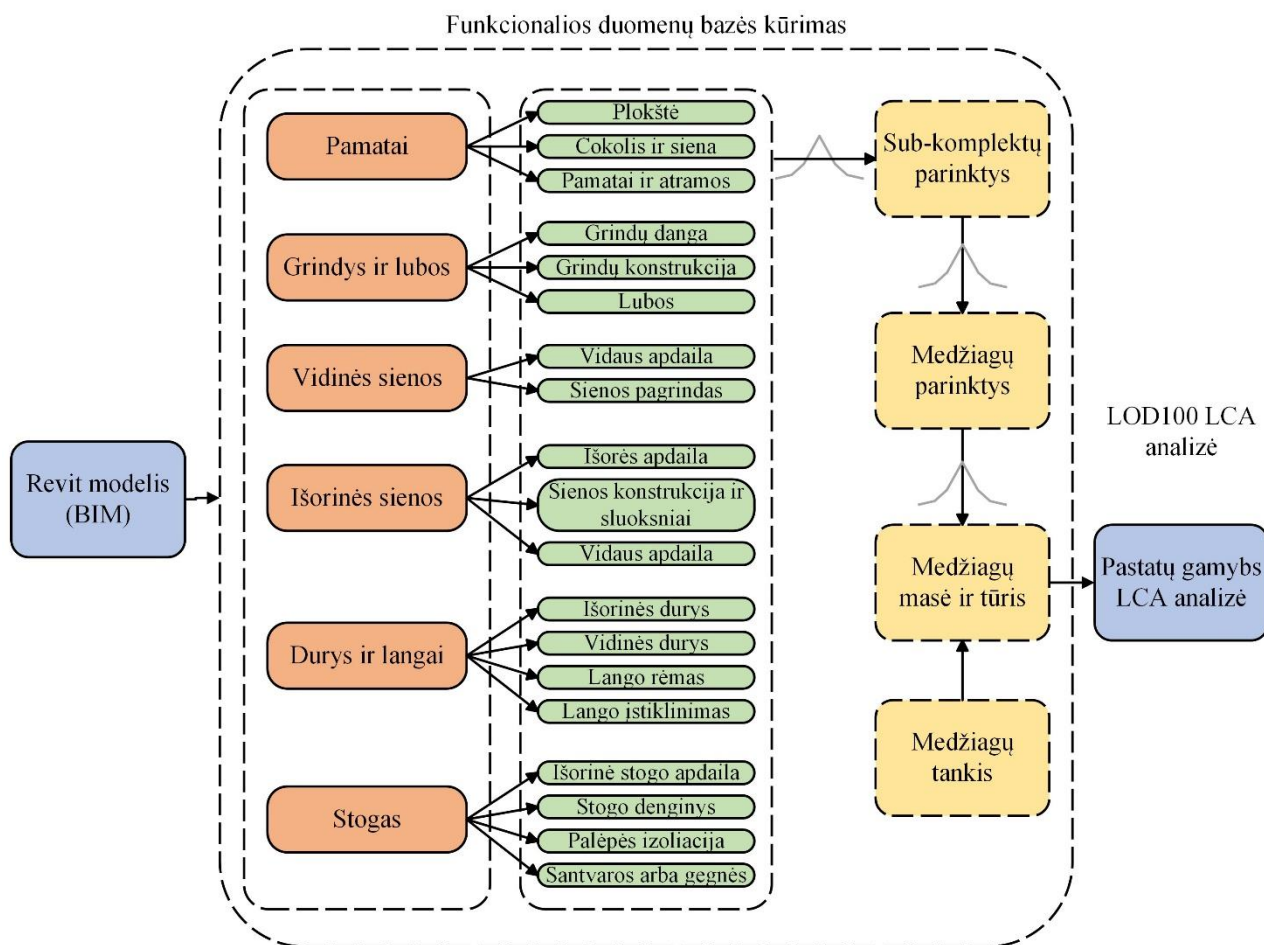 Funkcionalios duomenų bazės kūrimas
Revit modelis
(BIM)
Pamatai
Plokštė
Cokolis ir siena
Pamatai ir atramos
Grindys ir lubos
Grindų danga
Grindų konstrukcija
Lubos
Vidinės sienos
Vidaus apdaila
Sienos pagrindas
Išorinės sienos
Išorės apdaila
Sienos konstrukcija ir
sluoksniai
Vidaus apdaila
Durys ir langai
Išorinės durys
Vidinės durys
Lango rėmas
Lango įstiklinimas
Stogas
Išorinė stogo apdaila
Stogo denginys
Palėpės izoliacija
Santvaros arba gegnės
Sub-komplektų
parinktys
Medžiagų
parinktys
Medžiagų
masė ir tūris
Medžiagų
tankis
LOD100 LCA
analizė
Pastatų gamybs
LCA analizė